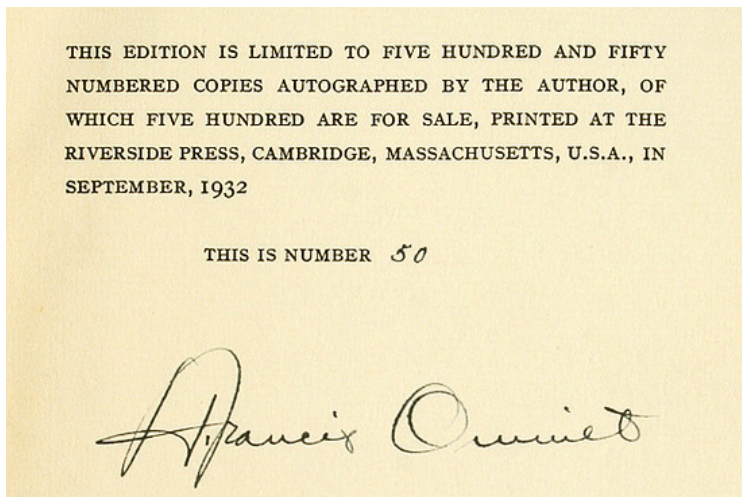 THIS EDITION IS LIMITED TO FIVE HUNDRED AND FIFTY
NUMBERED COPIES AUTOGRAPHED BY THE AUTHOR, OF
WHICH FIVE HUNDRED ARE FOR SALE, PRINTED AT THE
RIVERSIDE PRESS, CAMBRIDGE, MASSACHUSETTS, U.S.A., IN
SEPTEMBER, 1932
THIS IS NUMBER 50
Francis Ouimet